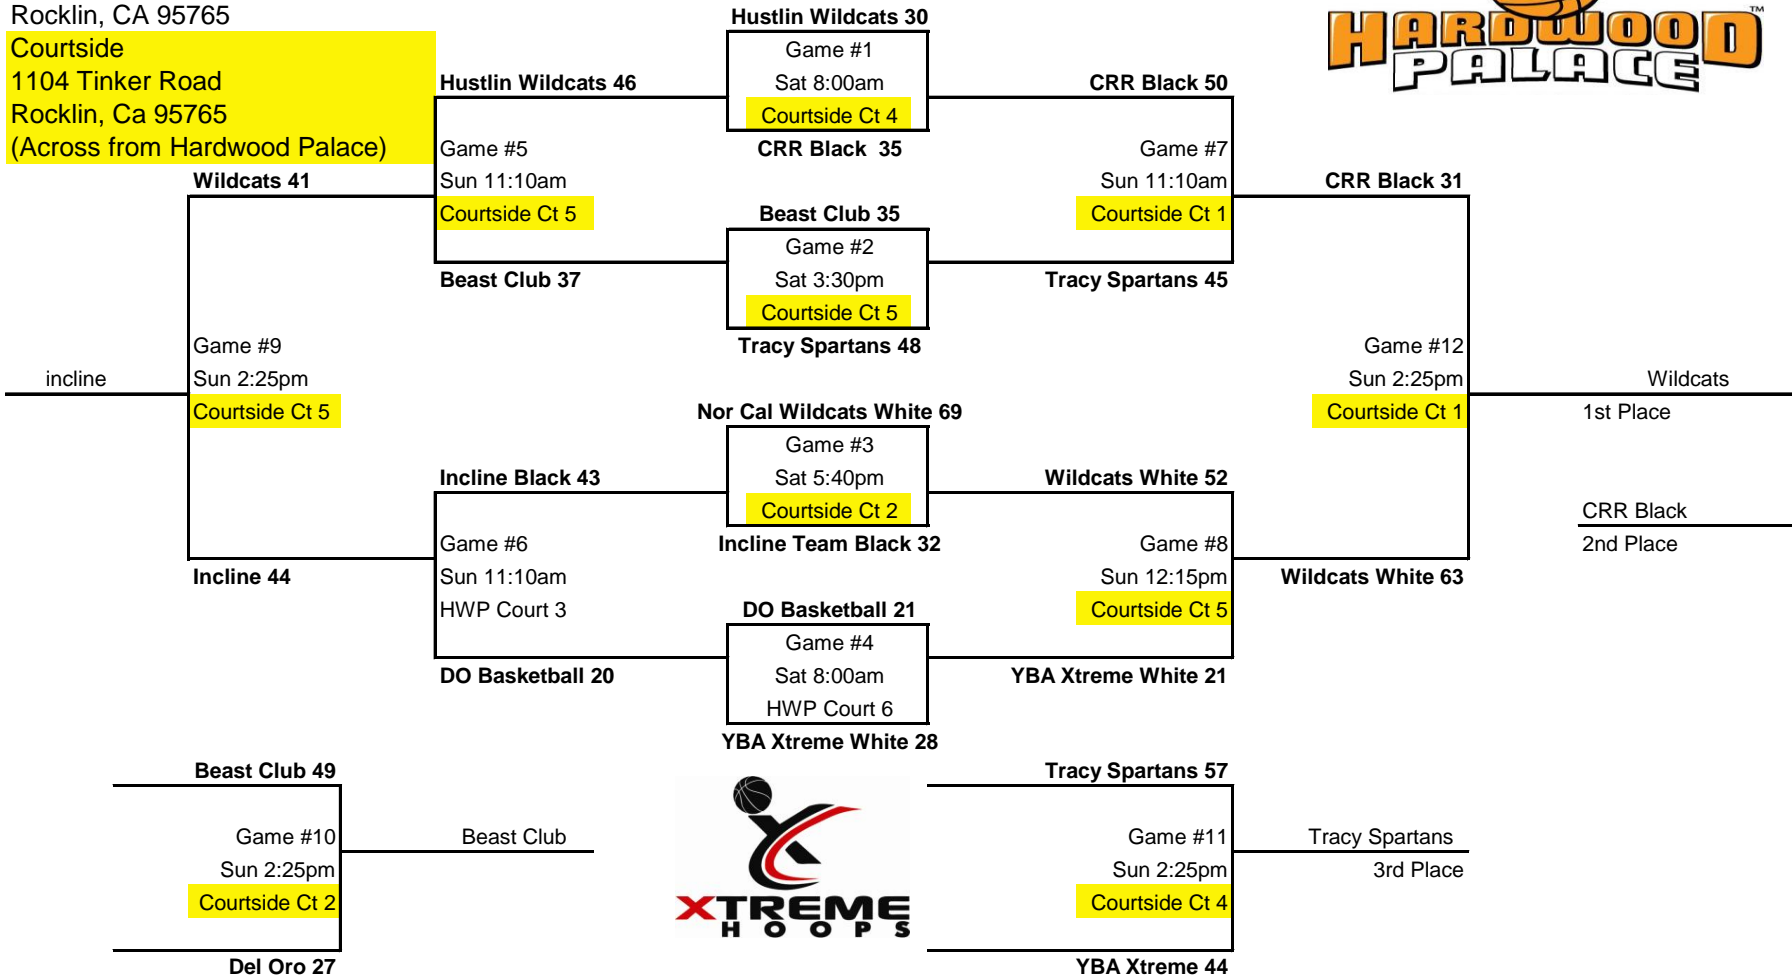 Rocklin, CA 95765
Courtside
1104 Tinker Road
Rocklin, Ca 95765
(Across from Hardwood Palace)
HARDWOOD
PALACE
TM
Hustlin Wildcats 30
Game #1
Sat 8:00am
Courtside Ct 4
CRR Black  35
Hustlin Wildcats 46
Game #5
Sun 11:10am
Courtside Ct 5
Beast Club 37
CRR Black 50
Game #7
Sun 11:10am
Courtside Ct 1
Tracy Spartans 45
Beast Club 35
Game #2
Sat 3:30pm
Courtside Ct 5
Tracy Spartans 48
Wildcats 41
Game #9
Sun 2:25pm
Courtside Ct 5
Incline 44
incline
CRR Black 31
Game #12
Sun 2:25pm
Courtside Ct 1
Wildcats White 63
Wildcats
1st Place
CRR Black
2nd Place
Nor Cal Wildcats White 69
Game #3
Sat 5:40pm
Courtside Ct 2
Incline Team Black 32
Incline Black 43
Game #6
Sun 11:10am
HWP Court 3
DO Basketball 20
Wildcats White 52
Game #8
Sun 12:15pm
Courtside Ct 5
YBA Xtreme White 21
DO Basketball 21
Game #4
Sat 8:00am
HWP Court 6
YBA Xtreme White 28
Beast Club 49
Game #10
Sun 2:25pm
Courtside Ct 2
Del Oro 27
Beast Club
XTREME
HOOPS
Tracy Spartans 57
Game #11
Sun 2:25pm
Courtside Ct 4
YBA Xtreme 44
Tracy Spartans
3rd Place